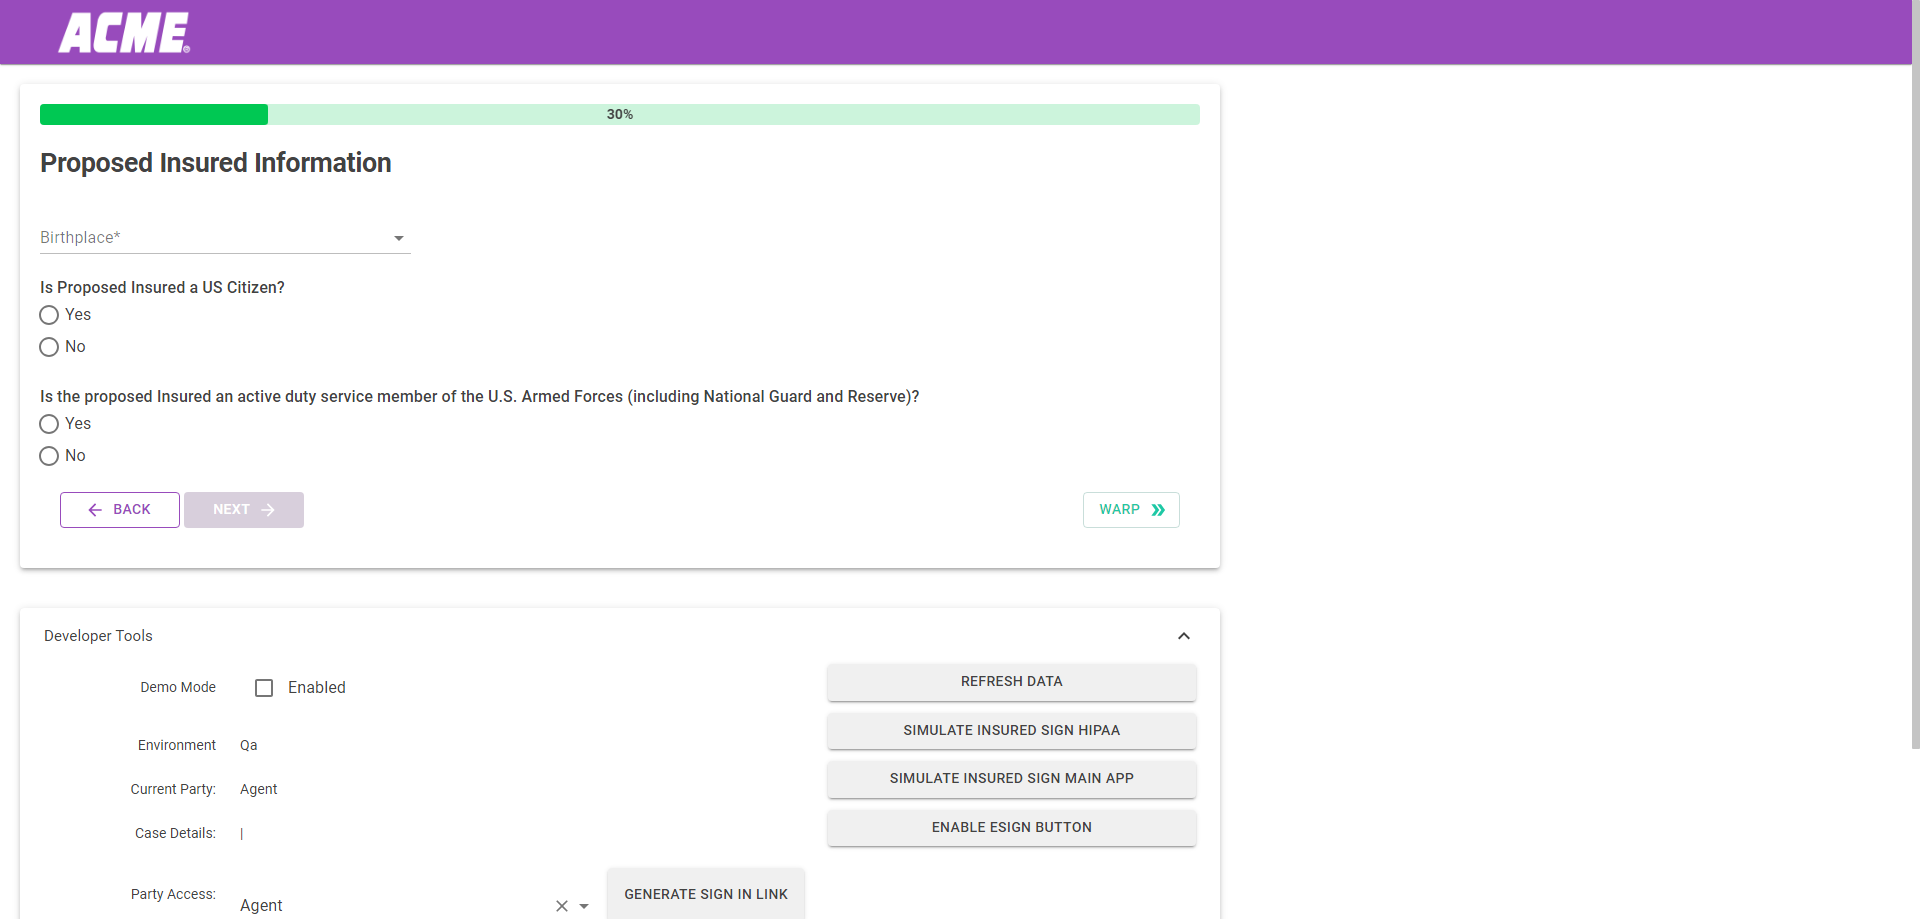 ACME
30%
Proposed Insured Information
Birthplace*
Is Proposed Insured a US Citizen?
Yes
No
Is the proposed Insured an active duty service member of the U.S. Armed Forces (including National Guard and Reserve)?
Yes
No
BACK NEXT WARP
Developer Tools
Demo Mode Enabled
REFRESH DATA
SIMULATE INSURED SIGN HIPAA
Environment Qa
SIMULATE INSURED SIGN MAIN APP
Current Party: Agent
ENABLE ESIGN BUTTON
Case Details: |
Party Access: Agent GENERATE SIGN IN LINK